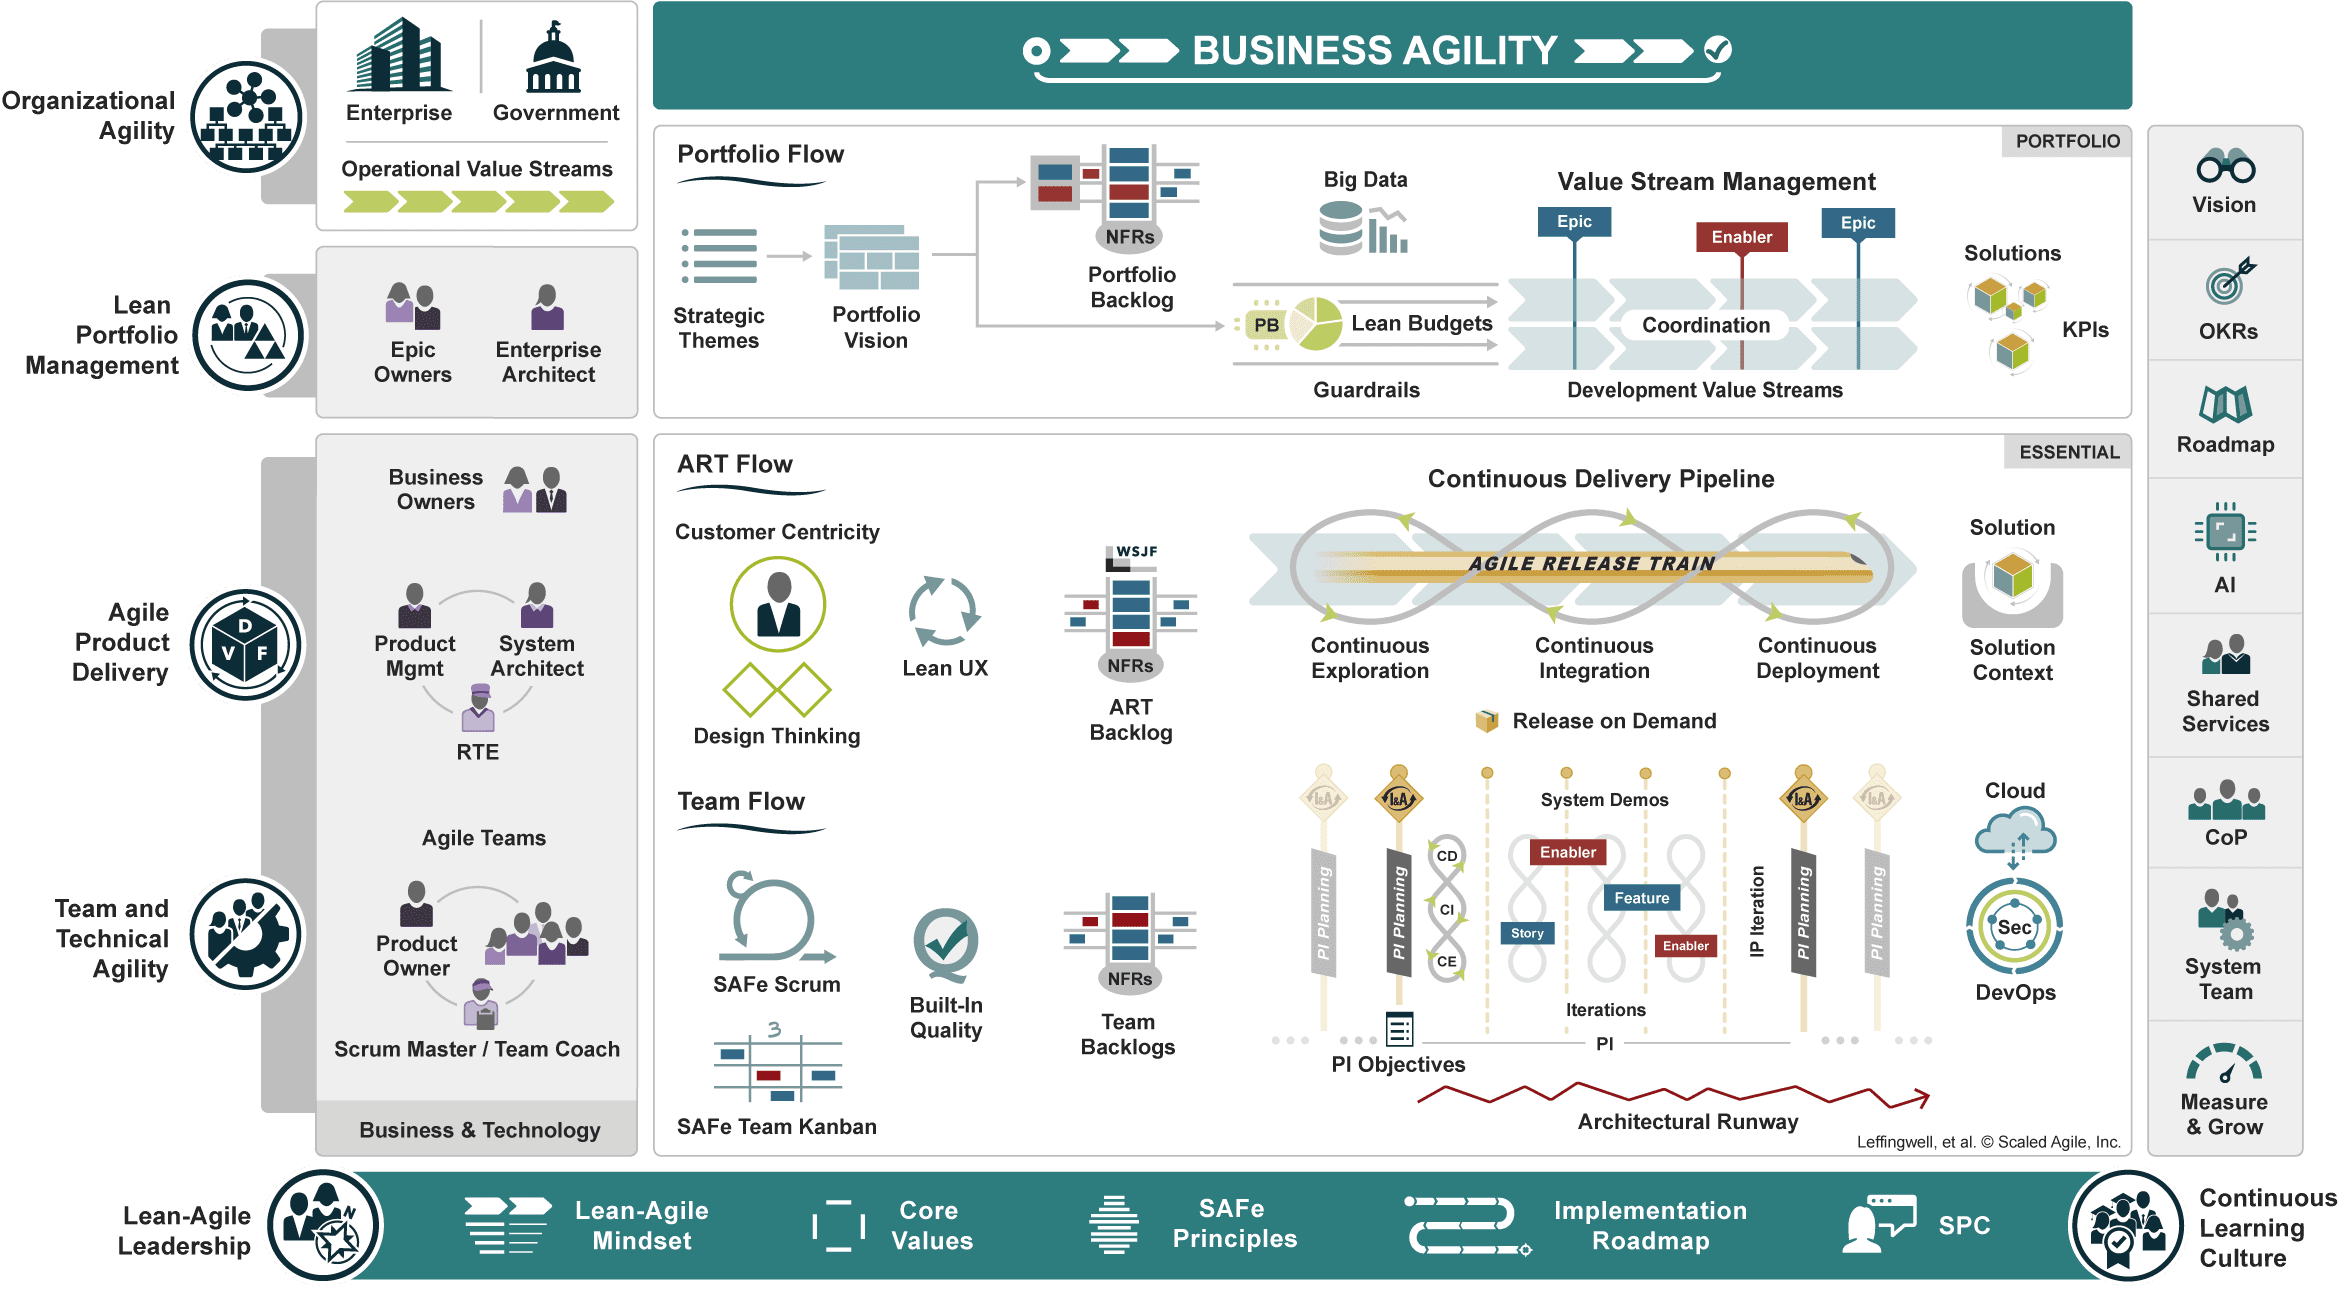 BUSINESS AGILITY
Organizational
Agility
Enterprise
Government
Operational Value Streams
Lean
Portfolio
Management
Epic
Owners
Enterprise
Architect
PORTFOLIO
Portfolio Flow
Strategic
Themes
Portfolio
Vision
NFRs
Portfolio
Backlog
Big Data
PB
Lean Budgets
Guardrails
Value Stream Management
Epic
Enabler
Epic
Coordination
Development Value Streams
Solutions
KPIs
Agile
Product
Delivery
D
V
F
Business
Owners
Product
Mgmt
System
Architect
RTE
Team and
Technical
Agility
Agile Teams
Product
Owner
Scrum Master / Team Coach
Business & Technology
ESSENTIAL
ART Flow
Customer Centricity
Design Thinking
Lean UX
WSJF
NFRs
ART
Backlog
Continuous Delivery Pipeline
AGILE RELEASE TRAIN
Continuous
Exploration
Continuous
Integration
Continuous
Deployment
Release on Demand
Solution
Solution
Context
Team Flow
SAFe Scrum
3
SAFe Team Kanban
Built-In
Quality
NFRs
Team
Backlogs
I&A
PI Planning
I&A
PI Planning
CD
CI
CE
System Demos
Enabler
Feature
Story
Enabler
Iterations
IP Iteration
I&A
PI Planning
I&A
PI Planning
PI Objectives
PI
Architectural Runway
Cloud
Sec
DevOps
Leffingwell, et al. © Scaled Agile, Inc.
Vision
OKRs
Roadmap
AI
Shared
Services
CoP
System
Team
Measure
& Grow
Lean-Agile
Leadership
N
Lean-Agile
Mindset
Core
Values
SAFe
Principles
Implementation
Roadmap
SPC
Continuous
Learning
Culture